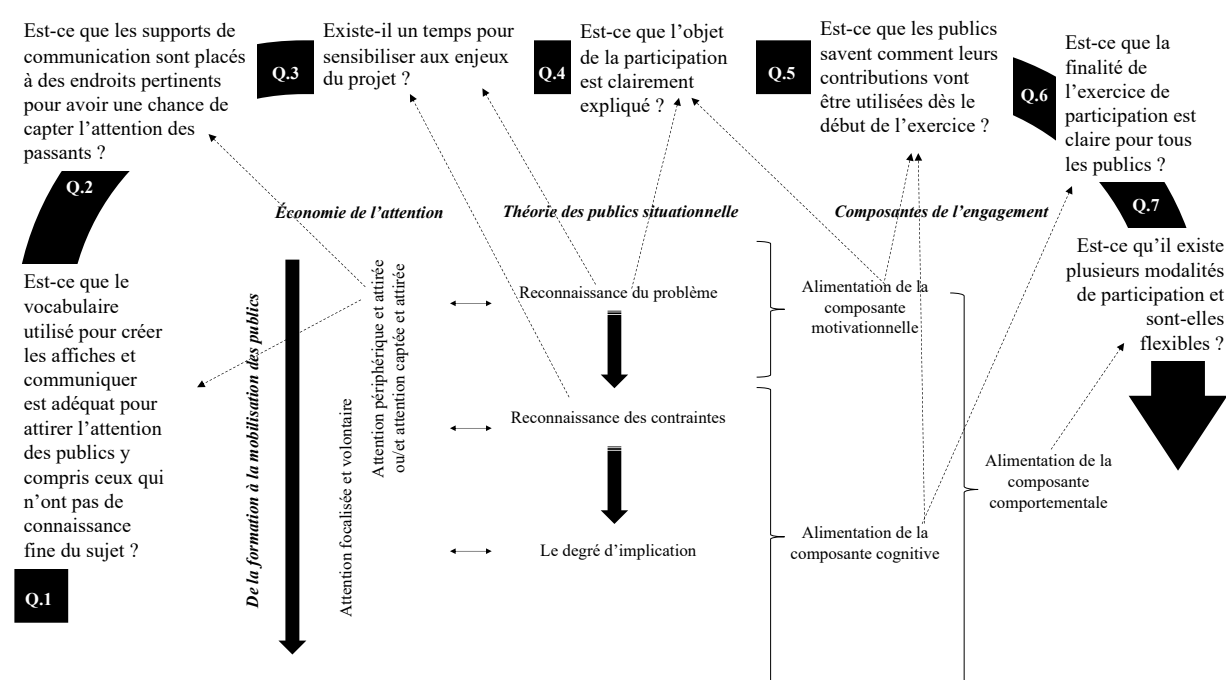 Est-ce que les supports de
communication sont placés
à des endroits pertinents
pour avoir une chance de
capter l’attention des
passants ?
Q.3
Existe-il un temps pour
sensibiliser aux enjeux
du projet ?
Q.4
Est-ce que l’objet
de la participation
est clairement
expliqué ?
Q.5
Est-ce que les publics
savent comment leurs
contributions vont
être utilisées dès le
début de l’exercice ?
Q.6
Est-ce que la
finalité de
l’exercice de
participation est
claire pour tous
les publics ?
Q.2
Q.7
Économie de l’attention
Théorie des publics situationnelle
Composantes de l’engagement
Est-ce que le
vocabulaire
utilisé pour créer
les affiches et
communiquer
est adéquat pour
attirer l’attention
des publics y
compris ceux qui
n’ont pas de
connaissance
fine du sujet ?
Q.1
De la formation à la mobilisation des publics
Attention focalisée et volontaire
Attention périphérique et attirée
ou/et attention captée et attirée
Reconnaissance du problème
Reconnaissance des contraintes
Le degré d’implication
Alimentation de la
composante
motivationnelle
Alimentation de la
composante cognitive
Alimentation de la
composante
comportementale
Est-ce qu’il existe
plusieurs modalités
de participation et
sont-elles
flexibles ?